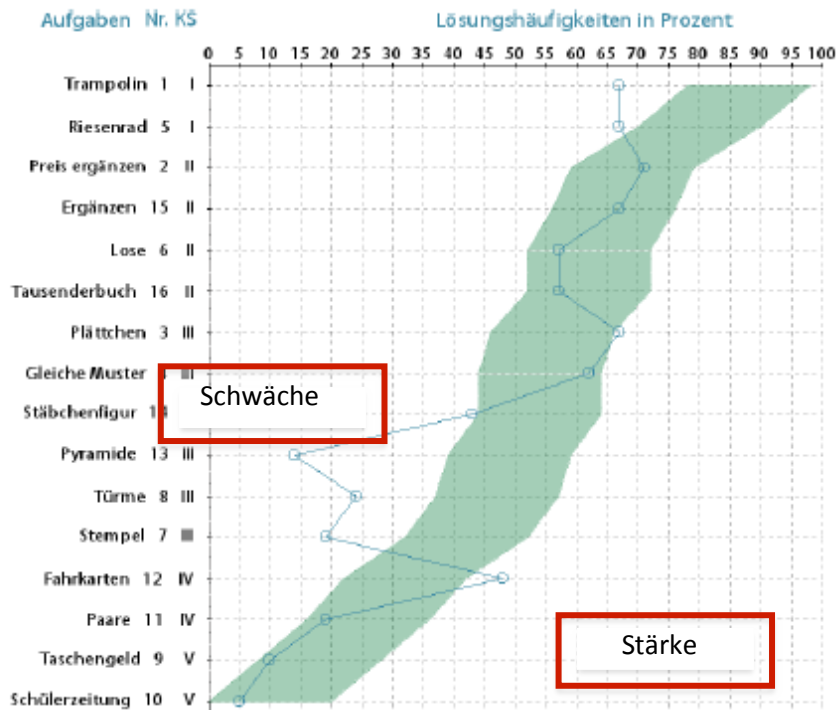 Aufgaben Nr. KS Lösungshäufigkeiten in Prozent
0 5 10 15 20 25 30 35 40 45 50 55 60 65 70 75 80 85 90 95 100
Trampolin 1 I
Riesenrad 5 I
Preis ergänzen 2 II
Ergänzen 15 II
Lose 6 II
Tausenderbuch 16 II
Plättchen 3 III
Gleiche Muster
Schwäche
Stäbchenfigur
Pyramide 13 III
Türme 8 III
Stempel 7
Fahrkarten 12 IV
Paare 11 IV
Stärke
Taschengeld 9 V
Schülerzeitung 10 V